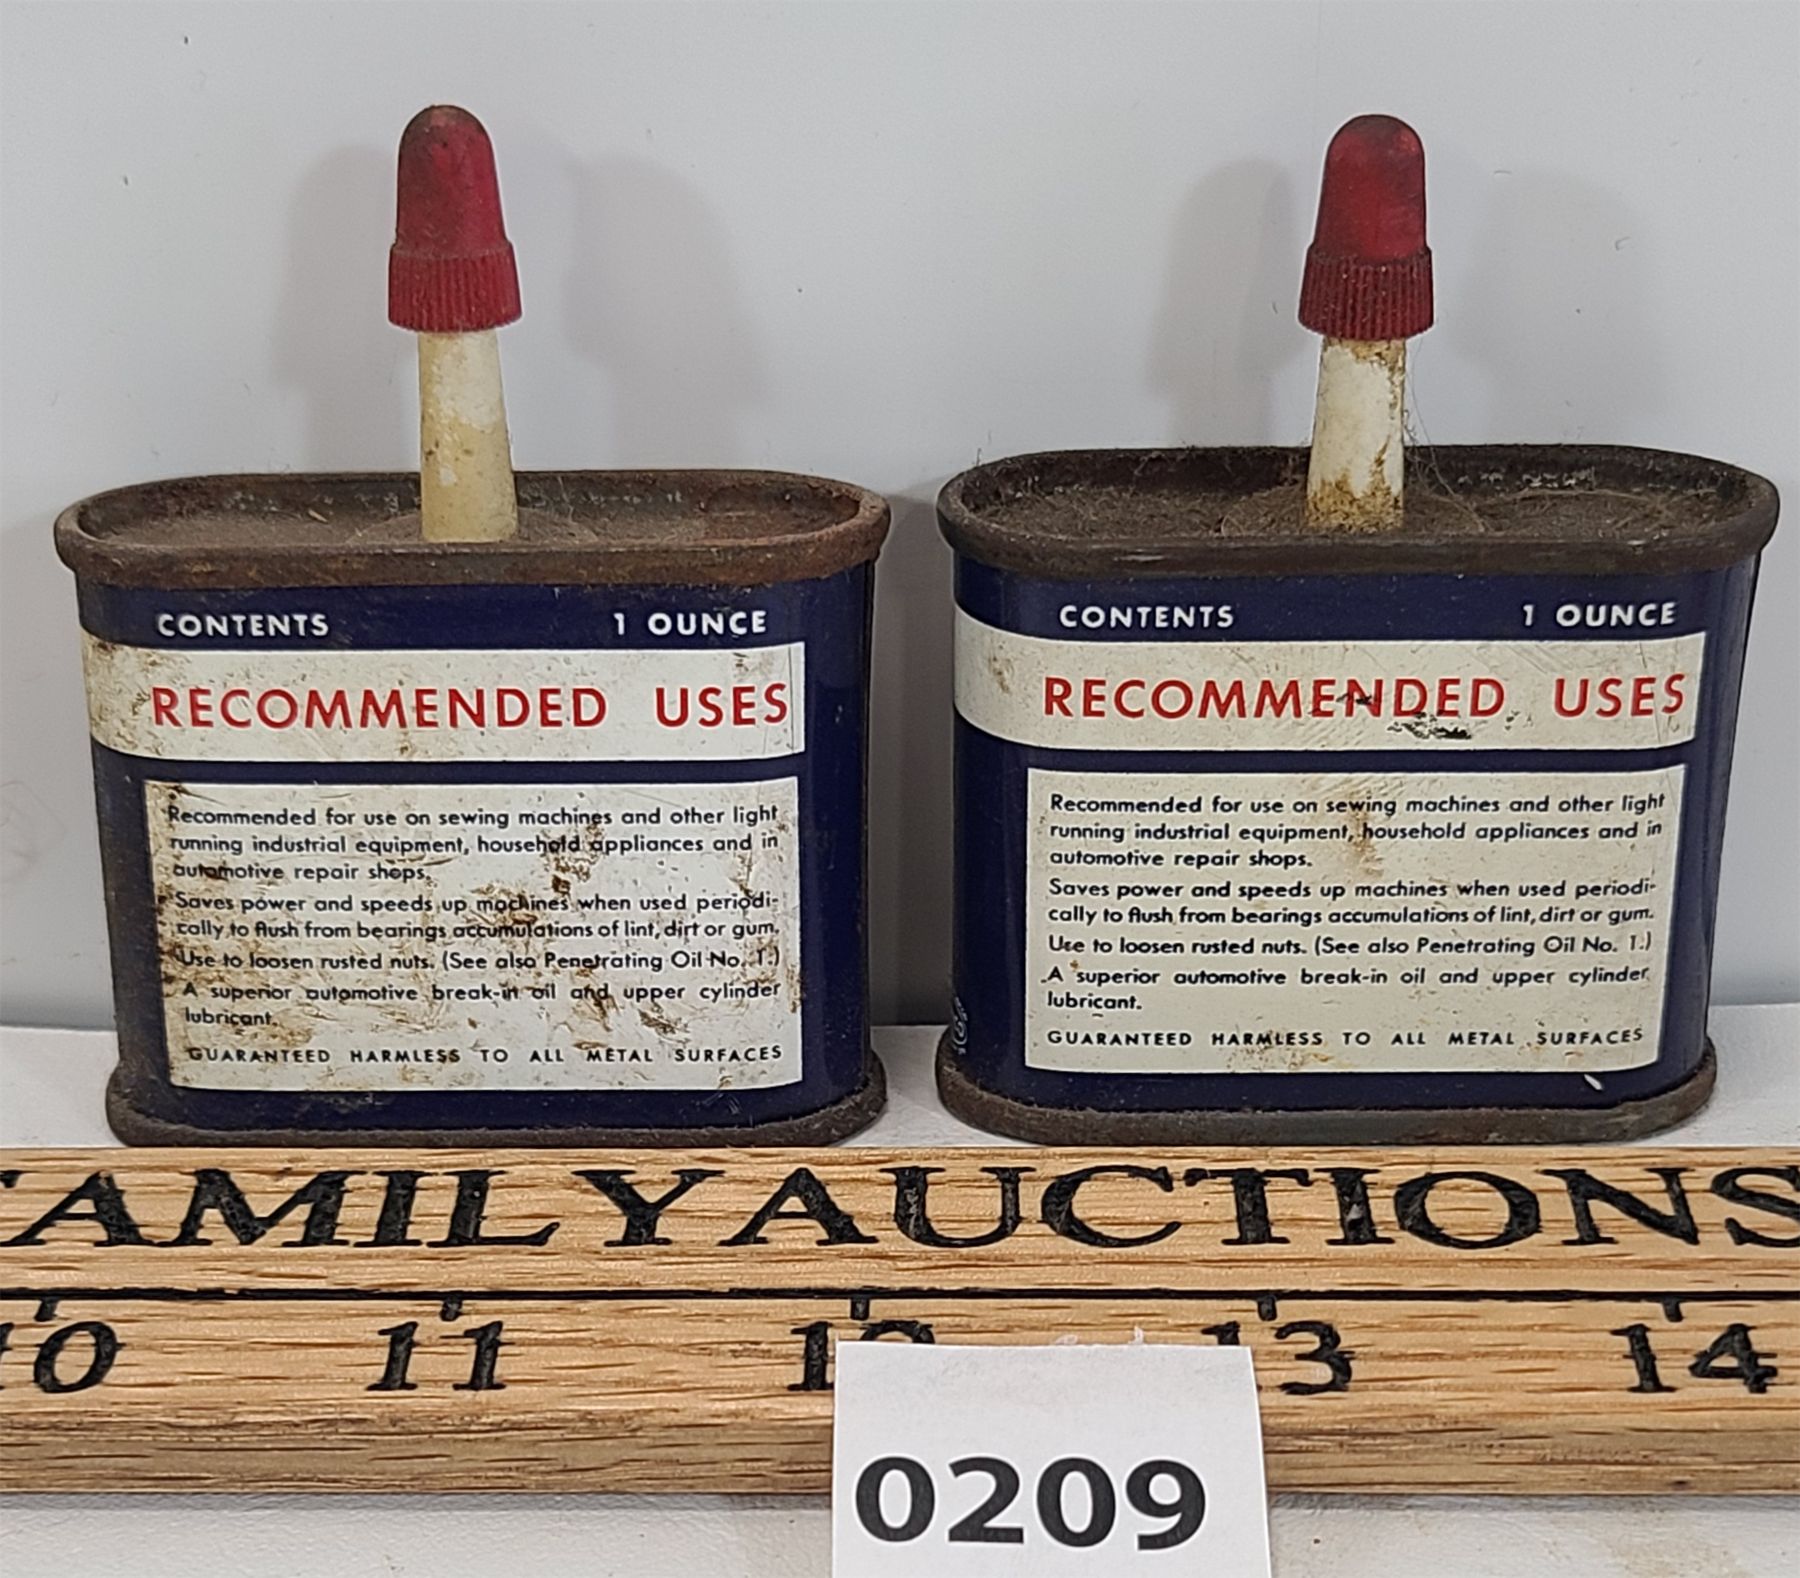 CONTENTS 1 OUNCE
RECOMMENDED USES
Recommended for use on sewing machines and other light
running industrial equipment, household appliances and in
automotive repair shops.
Saves power and speeds up machines when used periodi-
cally to flush from bearings accumulations of lint, dirt or gum.
Use to loosen rusted nuts. (See also Penetrating Oil No. 1.)
A superior automotive break-in oil and upper cylinder
lubricant.
GUARANTEED HARMLESS TO ALL METAL SURFACES
CONTENTS 1 OUNCE
RECOMMENDED USES
Recommended for use on sewing machines and other light
running industrial equipment, household appliances and in
automotive repair shops.
Saves power and speeds up machines when used periodi-
cally to flush from bearings accumulations of lint, dirt or gum.
Use to loosen rusted nuts. (See also Penetrating Oil No. 1.)
A superior automotive break-in oil and upper cylinder
lubricant.
GUARANTEED HARMLESS TO ALL METAL SURFACES
FAMILY AUCTIONS
10 11 12 13 14
0209